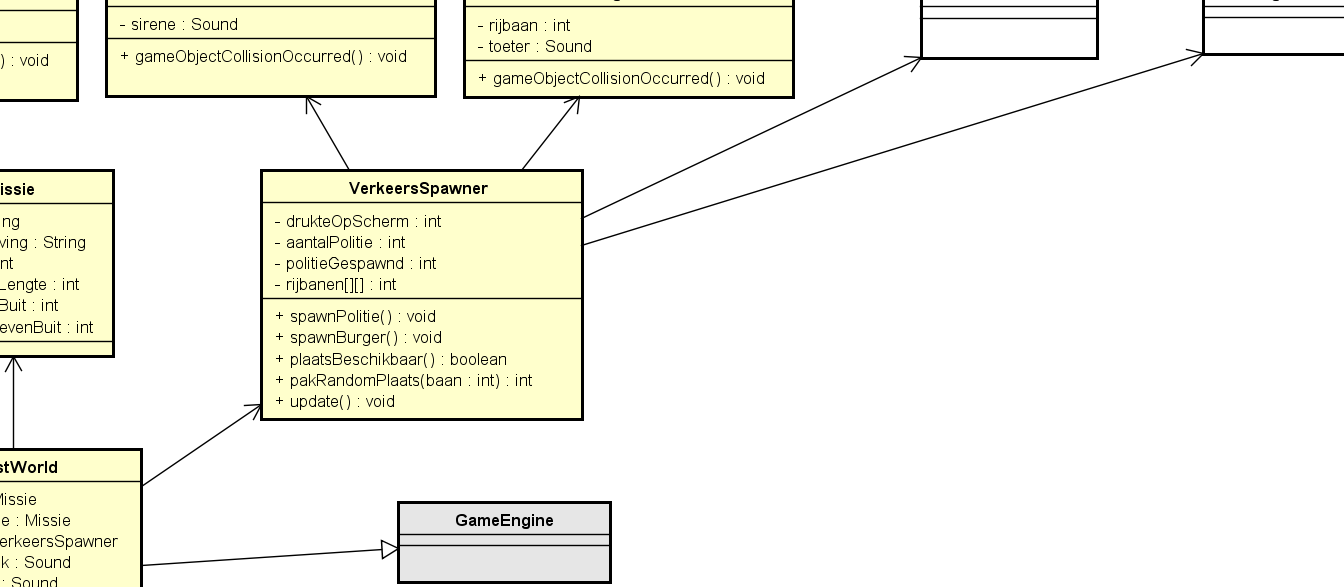 ) : void
- sirene : Sound
+ gameObjectCollisionOccurred() : void
- rijbaan : int
- toeter : Sound
+ gameObjectCollisionOccurred() : void
issie
ng
ving : String
nt
Lengte : int
Buit : int
evenBuit : int
VerkeersSpawner
- drukteOpScherm : int
- aantalPolitie : int
- politieGespawnd : int
- rijbanen[][] : int
+ spawnPolitie() : void
+ spawnBurger() : void
+ plaatsBeschikbaar() : boolean
+ pakRandomPlaats(baan : int) : int
+ update() : void
stWorld
Missie
e : Missie
erkeersSpawner
k : Sound
: Sound
GameEngine